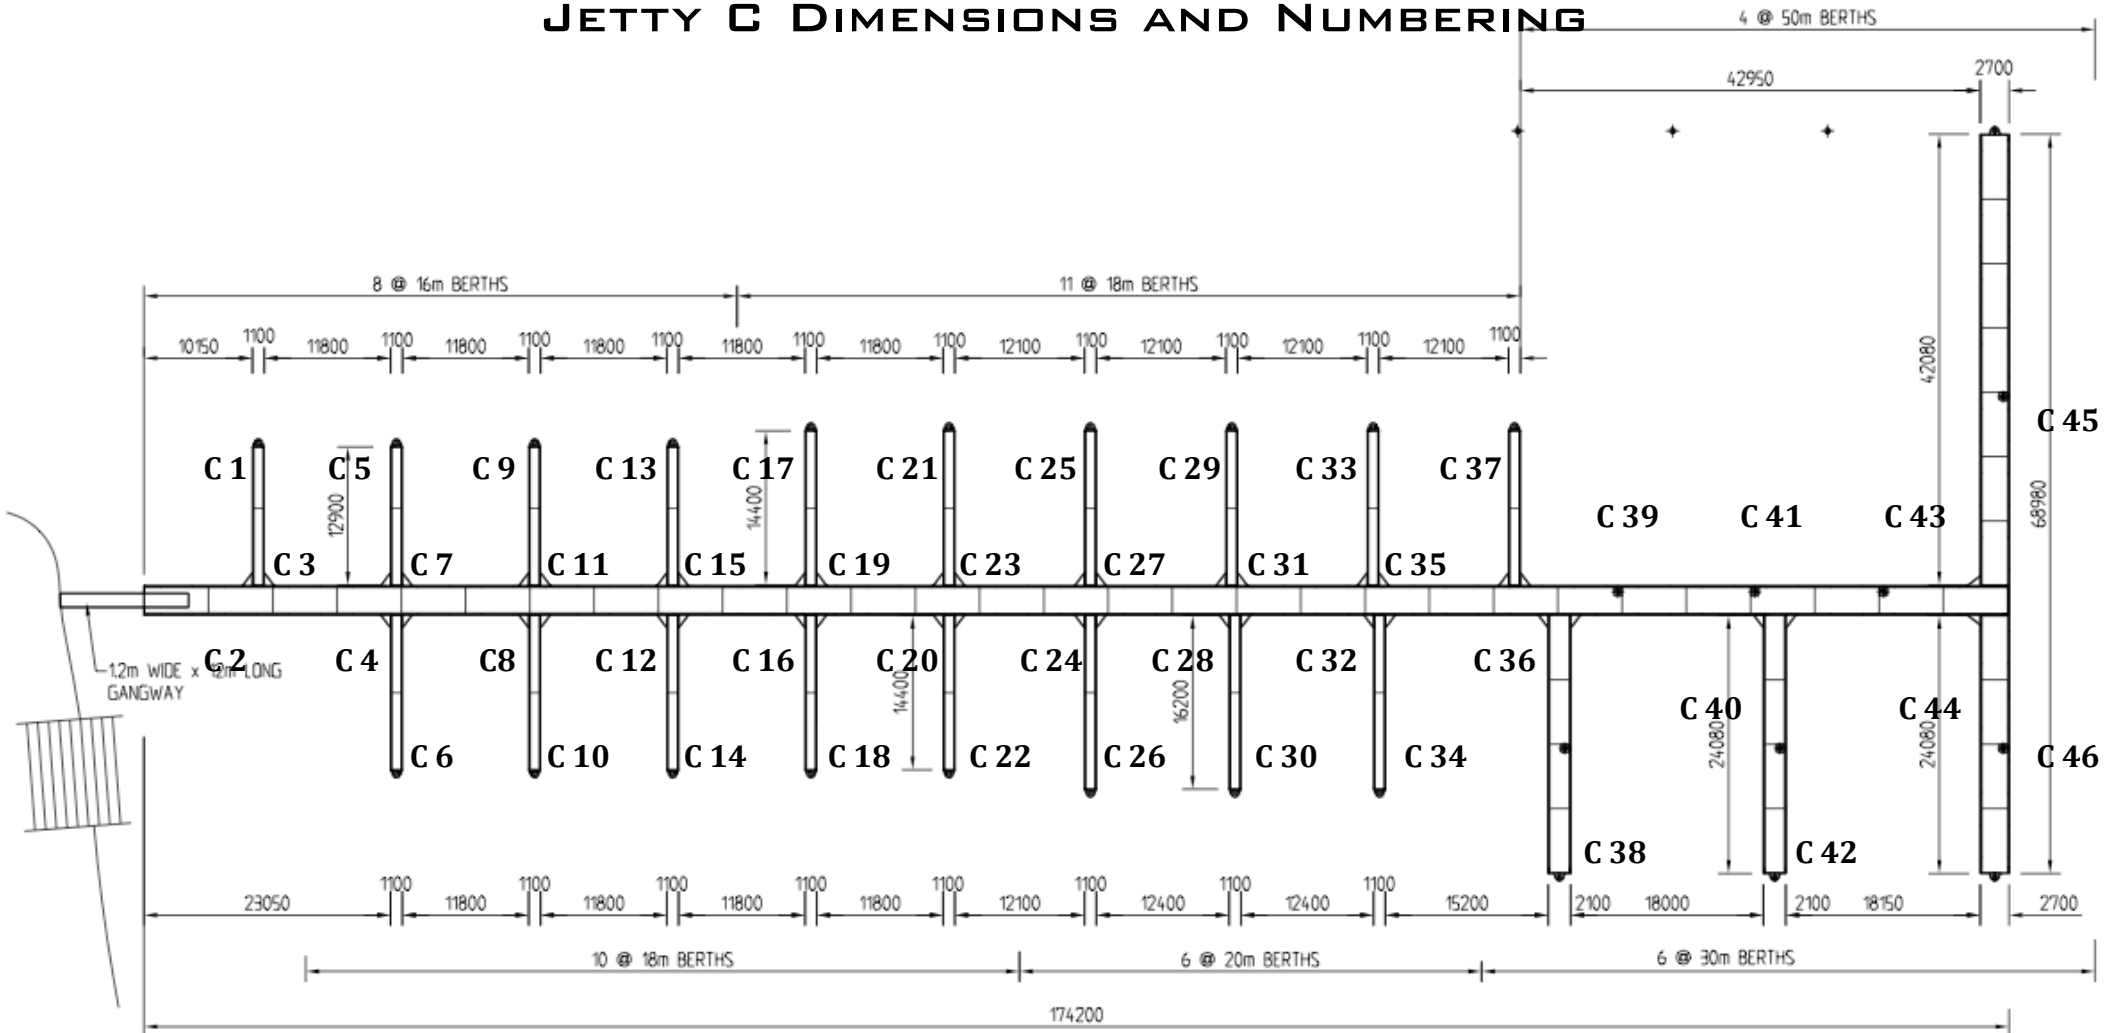 JETTY C DIMENSIONS AND NUMBERING
4 @ 50m BERTHS
42950 2700
8 @ 16m BERTHS 11 @ 18m BERTHS
10150 1100 11800 1100 11800 1100 11800 1100 11800 1100 11800 1100 12100 1100 12100 1100 12100 1100 12100 1100
42080
68980
C 45
C 1 C 5 C 9 C 13 C 17 C 21 C 25 C 29 C 33 C 37
12900 14400
C 39 C 41 C 43
C 3 C 7 C 11 C 15 C 19 C 23 C 27 C 31 C 35
C 2 C 4 C8 C 12 C 16 C 20 C 24 C 28 C 32 C 36
1.2m WIDE x 12m LONG
GANGWAY
14400 16200
C 40 C 44
24080 24080
C 6 C 10 C 14 C 18 C 22 C 26 C 30 C 34 C 46
C 38 C 42
23050 1100 11800 1100 11800 1100 11800 1100 11800 1100 12100 1100 12400 1100 12400 1100 15200 2100 18000 2100 18150 2700
10 @ 18m BERTHS 6 @ 20m BERTHS 6 @ 30m BERTHS
174200